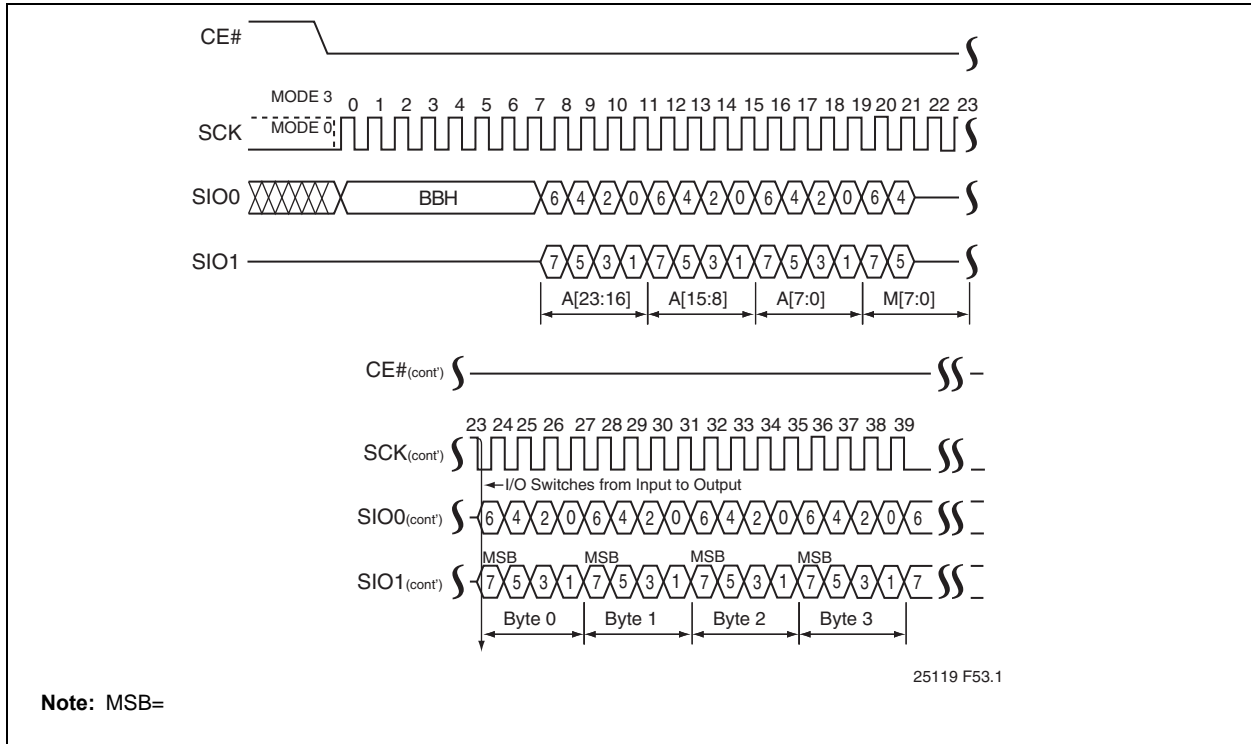 CE#
MODE 3
0 1 2 3 4 5 6 7 8 9 10 11 12 13 14 15 16 17 18 19 20 21 22 23
SCK
MODE 0
SIO0
BBH
6 4 2 0 6 4 2 0 6 4 2 0 6 4
SIO1
7 5 3 1 7 5 3 1 7 5 3 1 7 5
A[23:16] A[15:8] A[7:0] M[7:0]
CE#(cont')
23 24 25 26 27 28 29 30 31 32 33 34 35 36 37 38 39
SCK(cont')
I/O Switches from Input to Output
SIO0(cont')
6 4 2 0 6 4 2 0 6 4 2 0 6 4 2 0 6
MSB MSB MSB MSB
SIO1(cont')
7 5 3 1 7 5 3 1 7 5 3 1 7 5 3 1 7
Byte 0 Byte 1 Byte 2 Byte 3
25119 F53.1
Note: MSB=